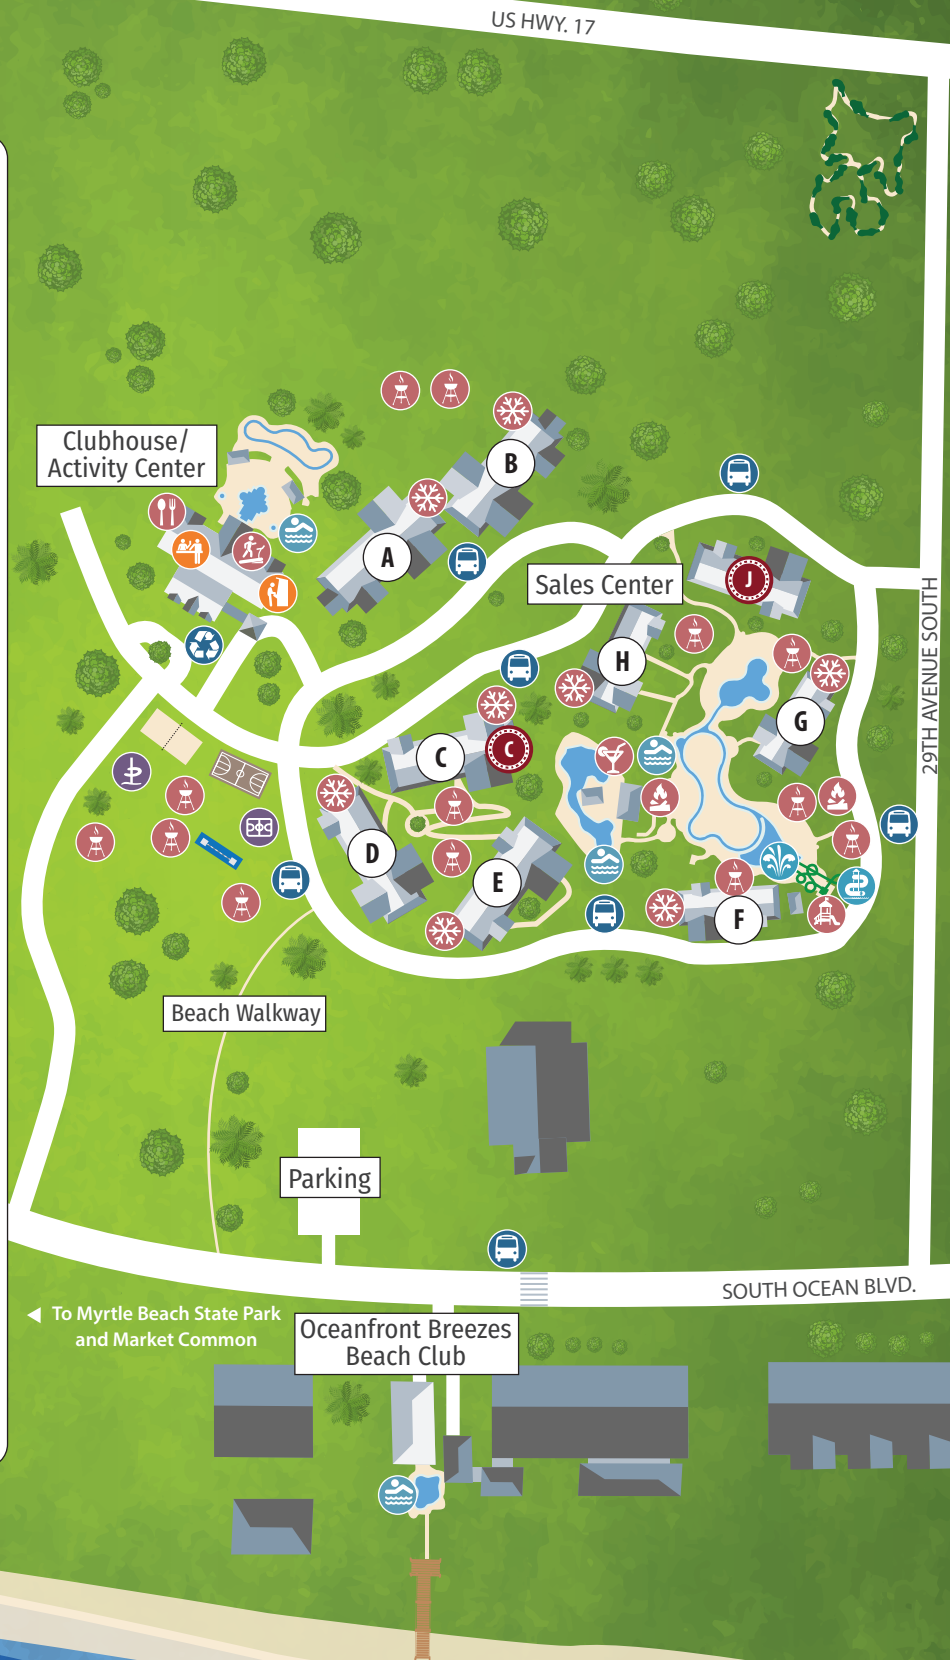 US HWY. 17
Clubhouse/
Activity Center
B
A
Sales Center
J
H
G
C
C
D
E
F
29TH AVENUE SOUTH
Beach Walkway
Parking
SOUTH OCEAN BLVD.
To Myrtle Beach State Park
and Market Common
Oceanfront Breezes
Beach Club